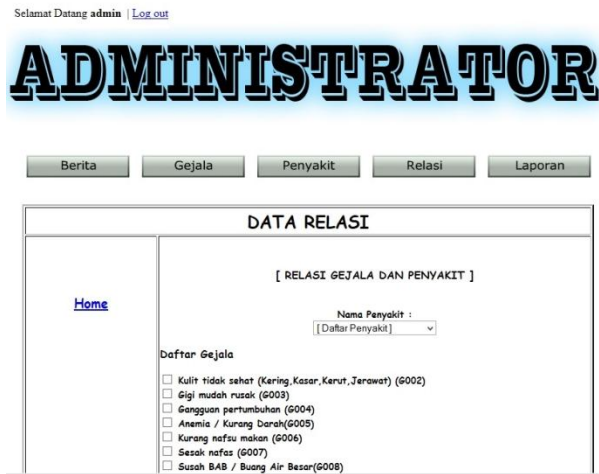 Selamat Datang admin | Log out
ADMINISTRATOR
Berita Gejala Penyakit Relasi Laporan
DATA RELASI
Home
[ RELASI GEJALA DAN PENYAKIT ]
Nama Penyakit :
[ Daftar Penyakit ]
Daftar Gejala
Kulit tidak sehat (Kering,Kasar,Kerut,Jerawat) (G002)
Gigi mudah rusak (G003)
Gangguan pertumbuhan (G004)
Anemia / Kurang Darah(G005)
Kurang nafsu makan (G006)
Sesak nafas (G007)
Susah BAB / Buang Air Besar(G008)